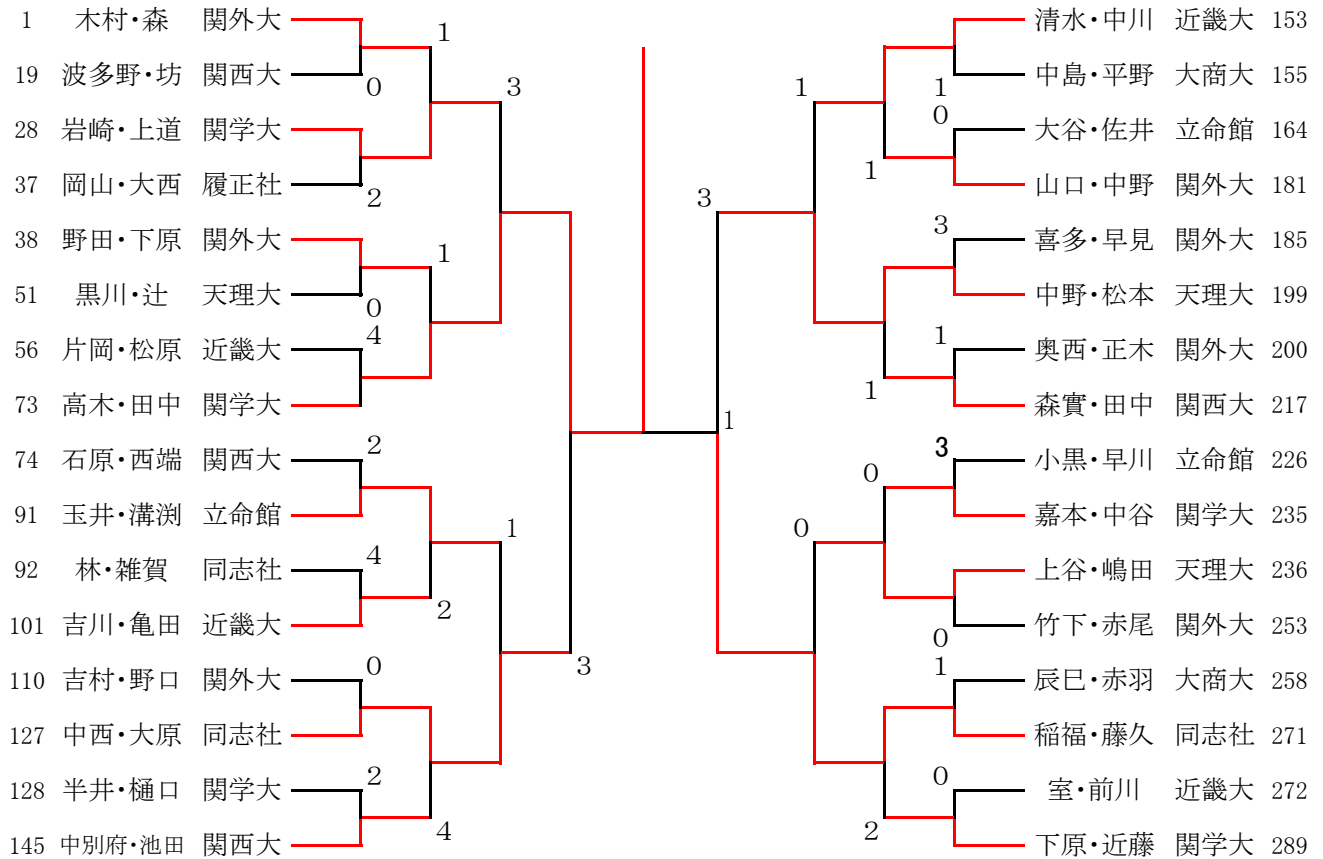 1 木村・森 関外大
19 波多野・坊 関西大
28 岩崎・上道 関学大
37 岡山・大西 履正社
38 野田・下原 関外大
51 黒川・辻 天理大
56 片岡・松原 近畿大
73 高木・田中 関学大
74 石原・西端 関西大
91 玉井・溝渕 立命館
92 林・雑賀 同志社
101 吉川・亀田 近畿大
110 吉村・野口 関外大
127 中西・大原 同志社
128 半井・樋口 関学大
145 中別府・池田 関西大
0
2
0
4
2
4
0
2
1
1
2
4
3
1
3
1
3
1
0
1
1
0
2
1
0
3
1
3
0
1
0
清水・中川 近畿大 153
中島・平野 大商大 155
大谷・佐井 立命館 164
山口・中野 関外大 181
喜多・早見 関外大 185
中野・松本 天理大 199
奥西・正木 関外大 200
森實・田中 関西大 217
小黒・早川 立命館 226
嘉本・中谷 関学大 235
上谷・嶋田 天理大 236
竹下・赤尾 関外大 253
辰巳・赤羽 大商大 258
稲福・藤久 同志社 271
室・前川 近畿大 272
下原・近藤 関学大 289